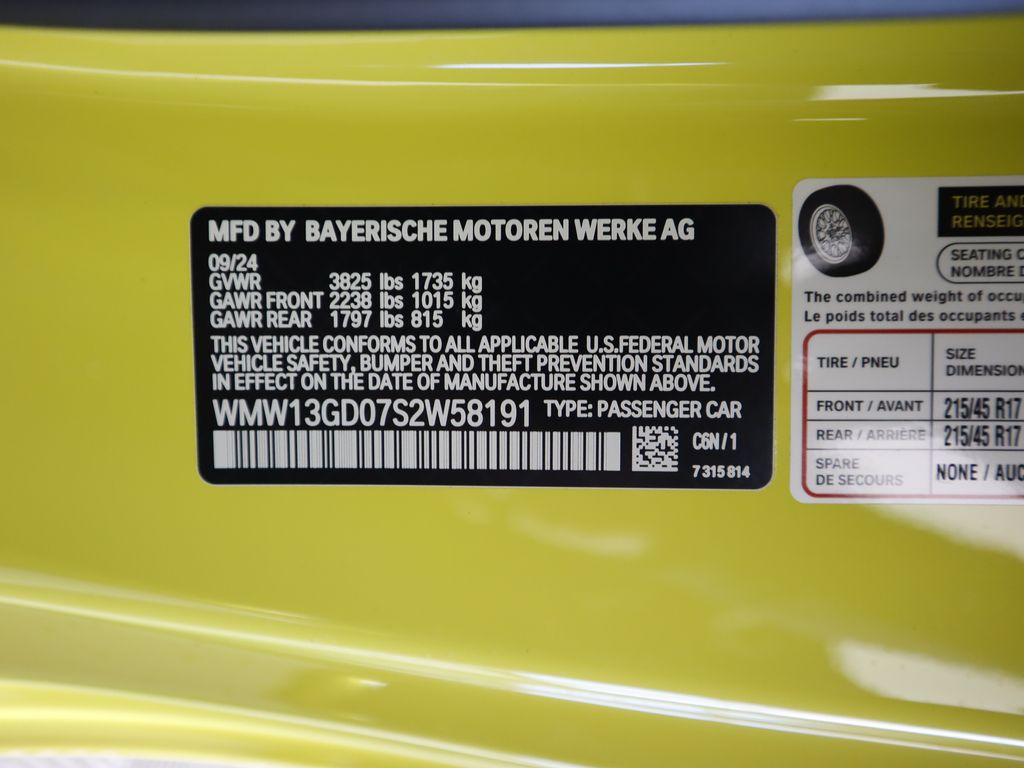 MFD BY BAYERISCHE MOTOREN WERKE AG
09/24
GVWR 3825 lbs 1735 kg
GAWR FRONT 2238 lbs 1015 kg
GAWR REAR 1797 lbs 815 kg
THIS VEHICLE CONFORMS TO ALL APPLICABLE U.S.FEDERAL MOTOR
VEHICLE SAFETY, BUMPER AND THEFT PREVENTION STANDARDS
IN EFFECT ON THE DATE OF MANUFACTURE SHOWN ABOVE.
WMW13GD07S2W58191 TYPE: PASSENGER CAR
C6N/1
7315814
TIRE AND
RENSEIG
SEATING C
NOMBRE D
The combined weight of occu
Le poids total des occupants e
TIRE / PNEU
SIZE
DIMENSION
FRONT / AVANT 215/45 R17
REAR / ARRIÈRE 215/45 R17
SPARE
DE SECOURS
NONE / AUC